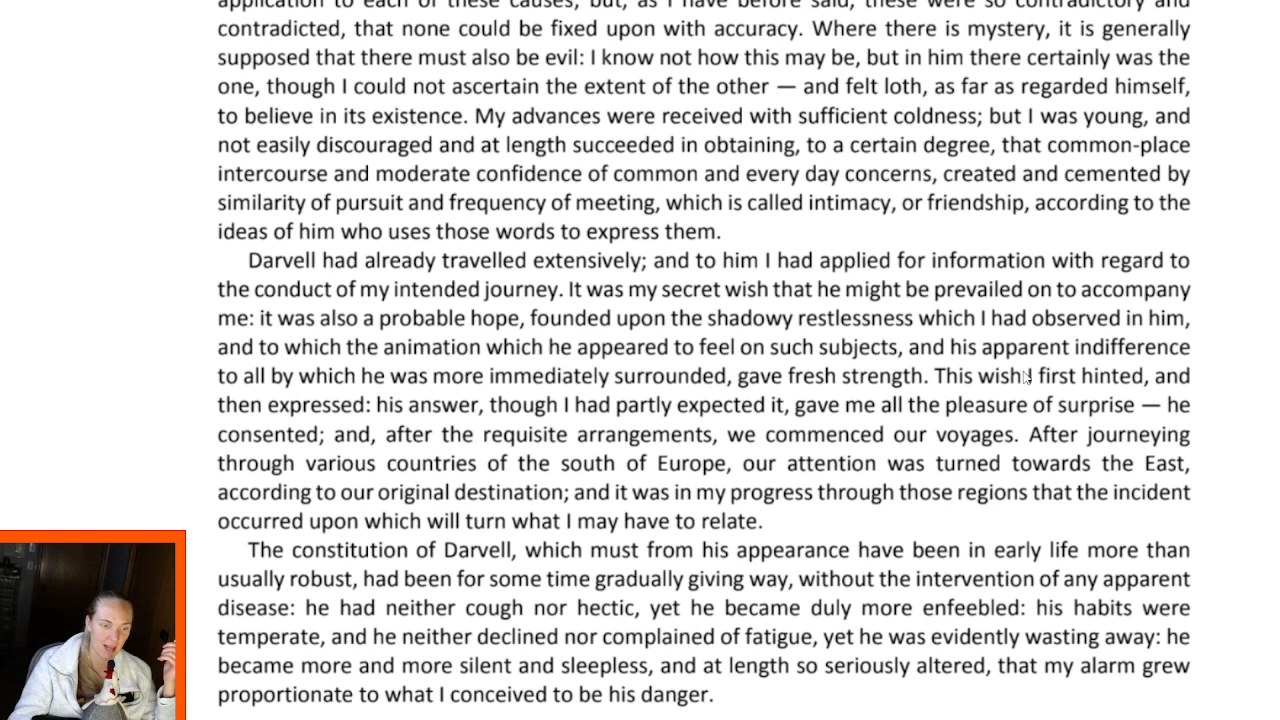 application to each of these causes, but, as I have before said, these were so contradictory and
contradicted, that none could be fixed upon with accuracy. Where there is mystery, it is generally
supposed that there must also be evil: I know not how this may be, but in him there certainly was the
one, though I could not ascertain the extent of the other — and felt loth, as far as regarded himself,
to believe in its existence. My advances were received with sufficient coldness; but I was young, and
not easily discouraged and at length succeeded in obtaining, to a certain degree, that common-place
intercourse and moderate confidence of common and every day concerns, created and cemented by
similarity of pursuit and frequency of meeting, which is called intimacy, or friendship, according to the
ideas of him who uses those words to express them.
Darvell had already travelled extensively; and to him I had applied for information with regard to
the conduct of my intended journey. It was my secret wish that he might be prevailed on to accompany
me: it was also a probable hope, founded upon the shadowy restlessness which I had observed in him,
and to which the animation which he appeared to feel on such subjects, and his apparent indifference
to all by which he was more immediately surrounded, gave fresh strength. This wish I first hinted, and
then expressed: his answer, though I had partly expected it, gave me all the pleasure of surprise — he
consented; and, after the requisite arrangements, we commenced our voyages. After journeying
through various countries of the south of Europe, our attention was turned towards the East,
according to our original destination; and it was in my progress through those regions that the incident
occurred upon which will turn what I may have to relate.
The constitution of Darvell, which must from his appearance have been in early life more than
usually robust, had been for some time gradually giving way, without the intervention of any apparent
disease: he had neither cough nor hectic, yet he became duly more enfeebled: his habits were
temperate, and he neither declined nor complained of fatigue, yet he was evidently wasting away: he
became more and more silent and sleepless, and at length so seriously altered, that my alarm grew
proportionate to what I conceived to be his danger.